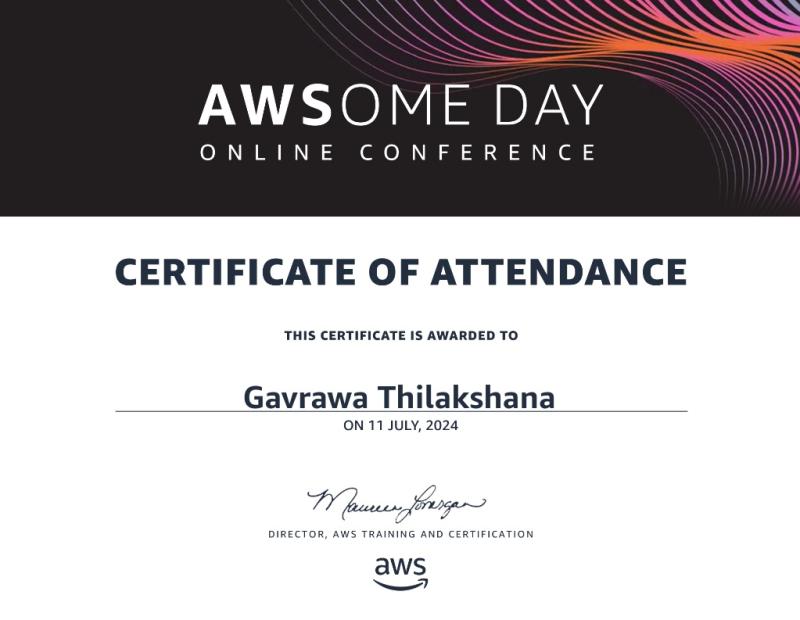 AWSOME DAY
ONLINE CONFERENCE
CERTIFICATE OF ATTENDANCE
THIS CERTIFICATE IS AWARDED TO
Gavrawa Thilakshana
ON 11 JULY, 2024
Maureen Lonergan
DIRECTOR, AWS TRAINING AND CERTIFICATION
aws